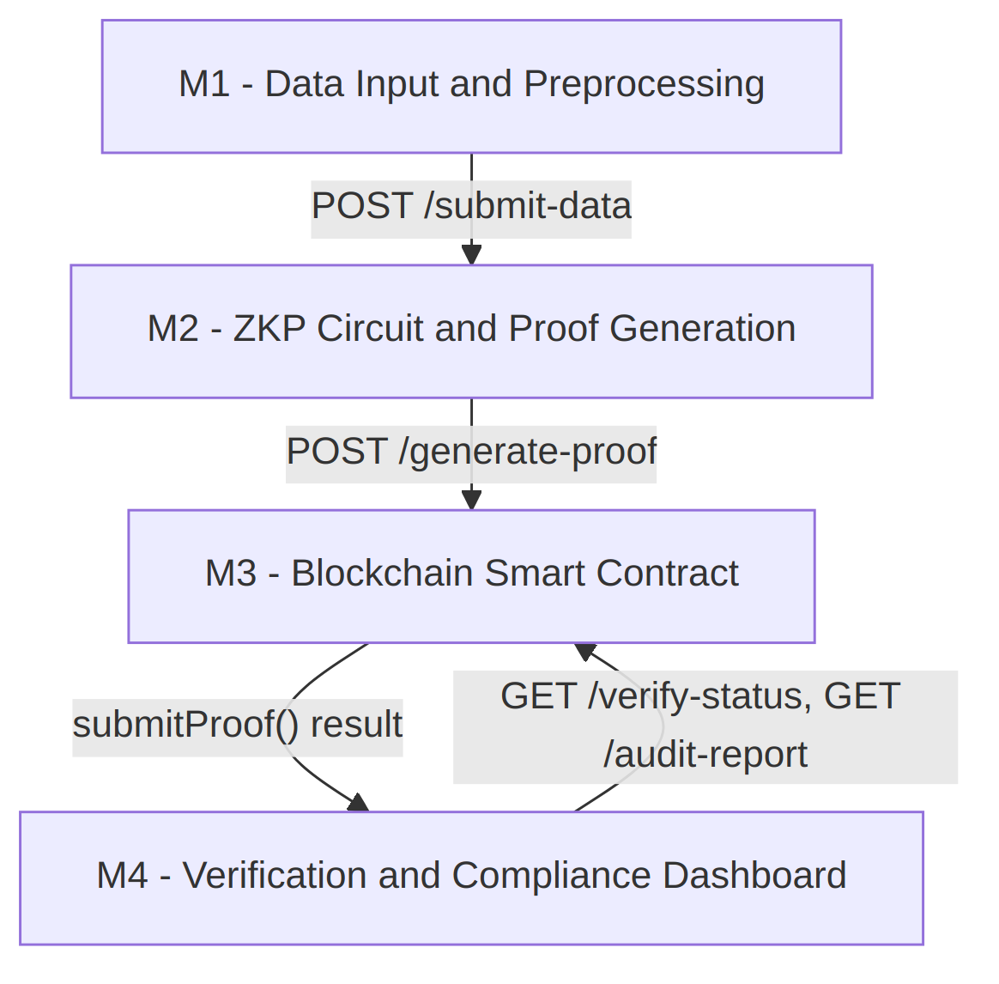 M1 - Data Input and Preprocessing
POST /submit-data
M2 - ZKP Circuit and Proof Generation
POST /generate-proof
M3 - Blockchain Smart Contract
submitProof() result
GET /verify-status, GET
/audit-report
M4 - Verification and Compliance Dashboard